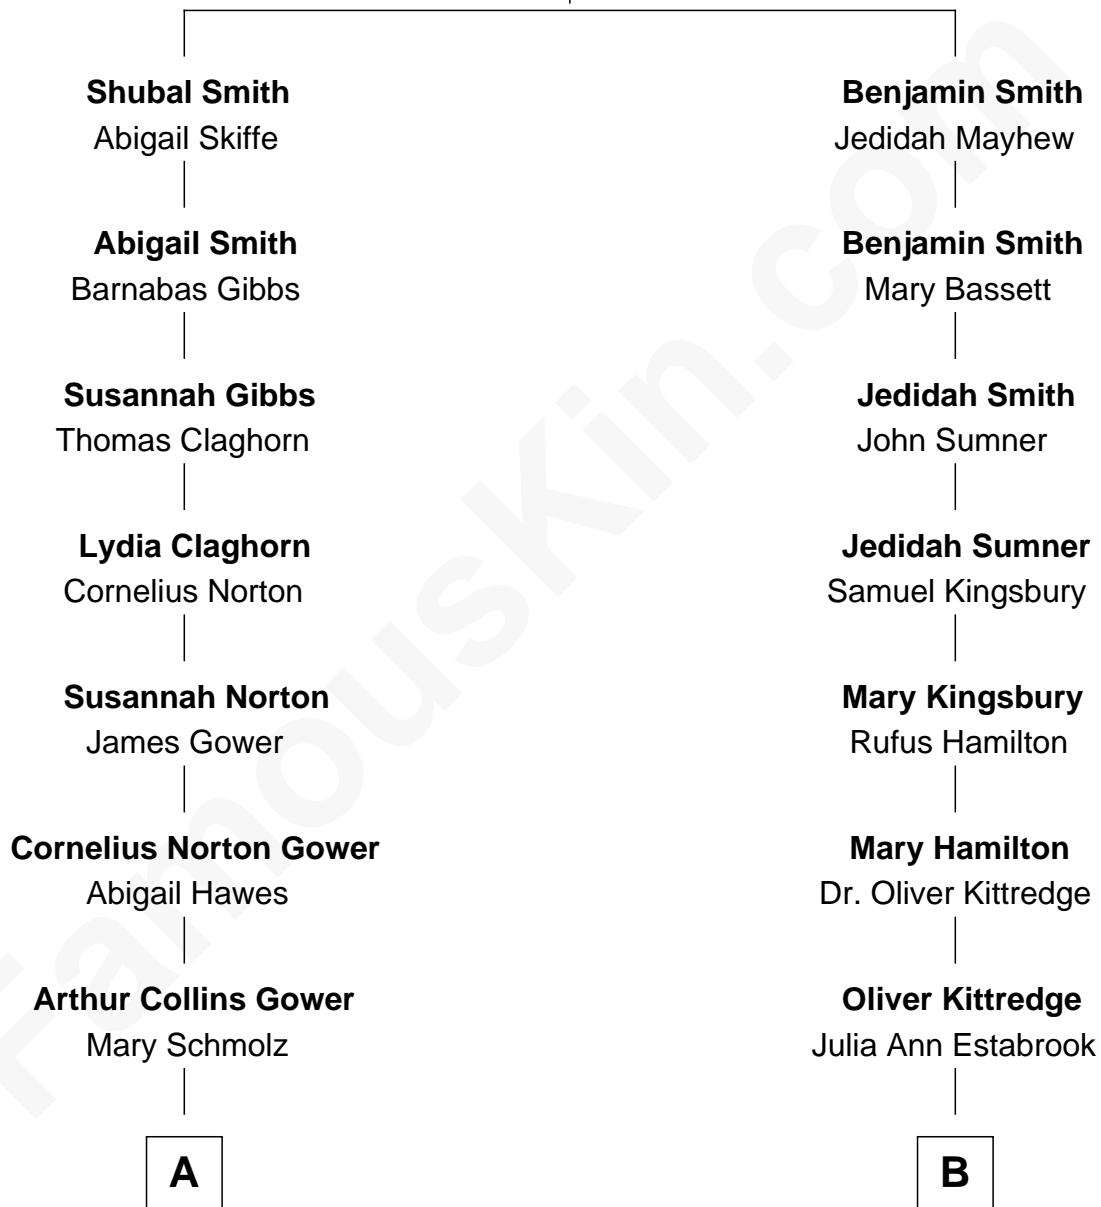 Shubal Smith
Abigail Skiffe
Benjamin Smith
Jedidah Mayhew
Abigail Smith
Barnabas Gibbs
Benjamin Smith
Mary Bassett
Susannah Gibbs
Thomas Claghorn
Jedidah Smith
John Sumner
Lydia Claghorn
Cornelius Norton
Jedidah Sumner
Samuel Kingsbury
Susannah Norton
James Gower
Mary Kingsbury
Rufus Hamilton
Cornelius Norton Gower
Abigail Hawes
Mary Hamilton
Dr. Oliver Kittredge
Arthur Collins Gower
Mary Schmolz
Oliver Kittredge
Julia Ann Estabrook
A
B
FamousKin.com